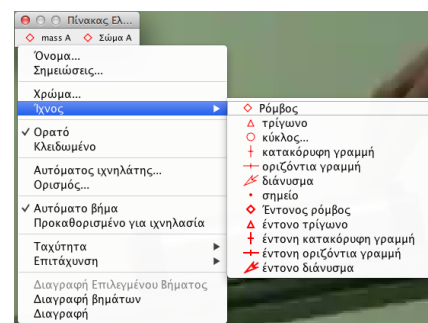 Πίνακας Ελ...
mass A Σώμα A
Όνομα...
Σημειώσεις...
Χρώμα...
Ίχνος
Ορατό
Κλειδωμένο
Αυτόματος ιχνηλάτης...
Ορισμός...
Αυτόματο βήμα
Προκαθορισμένο για ιχνηλασία
Ταχύτητα
Επιτάχυνση
Διαγραφή Επιλεγμένου Βήματος
Διαγραφή βημάτων
Διαγραφή
Ρόμβος
τρίγωνο
κύκλος...
κατακόρυφη γραμμή
οριζόντια γραμμή
διάνυσμα
σημείο
Έντονος ρόμβος
έντονο τρίγωνο
έντονη κατακόρυφη γραμμή
έντονη οριζόντια γραμμή
έντονο διάνυσμα